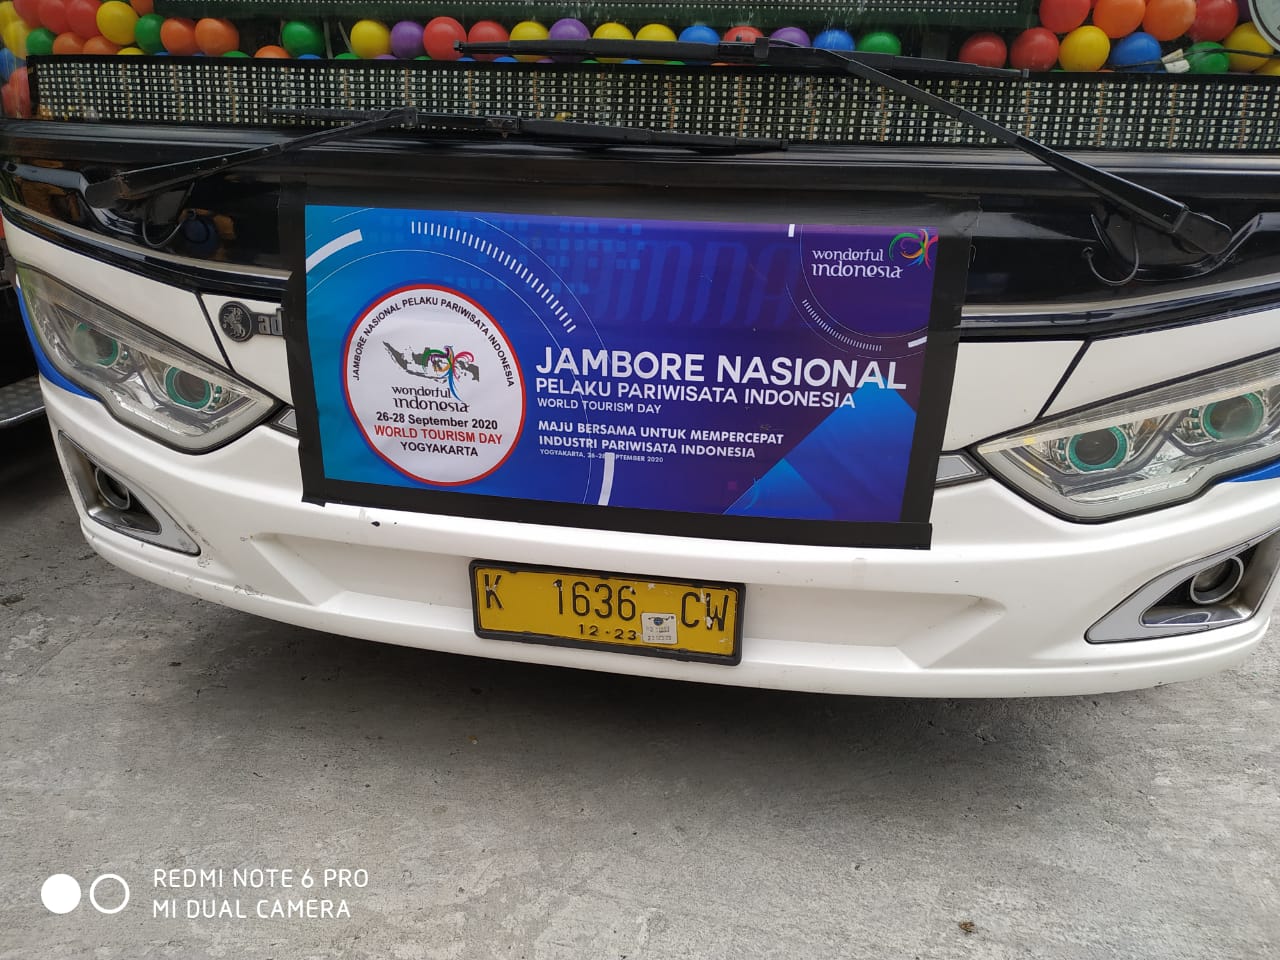 wonderful
indonesia
JAMBORE NASIONAL PELAKU PARIWISATA INDONESIA
wonderful
indonesia
26-28 September 2020
WORLD TOURISM DAY
YOGYAKARTA
JAMBORE NASIONAL
PELAKU PARIWISATA INDONESIA
WORLD TOURISM DAY
MAJU BERSAMA UNTUK MEMPERCEPAT
INDUSTRI PARIWISATA INDONESIA
YOGYAKARTA, 2020
K 1636 CW
12-23
REDMI NOTE 6 PRO
MI DUAL CAMERA